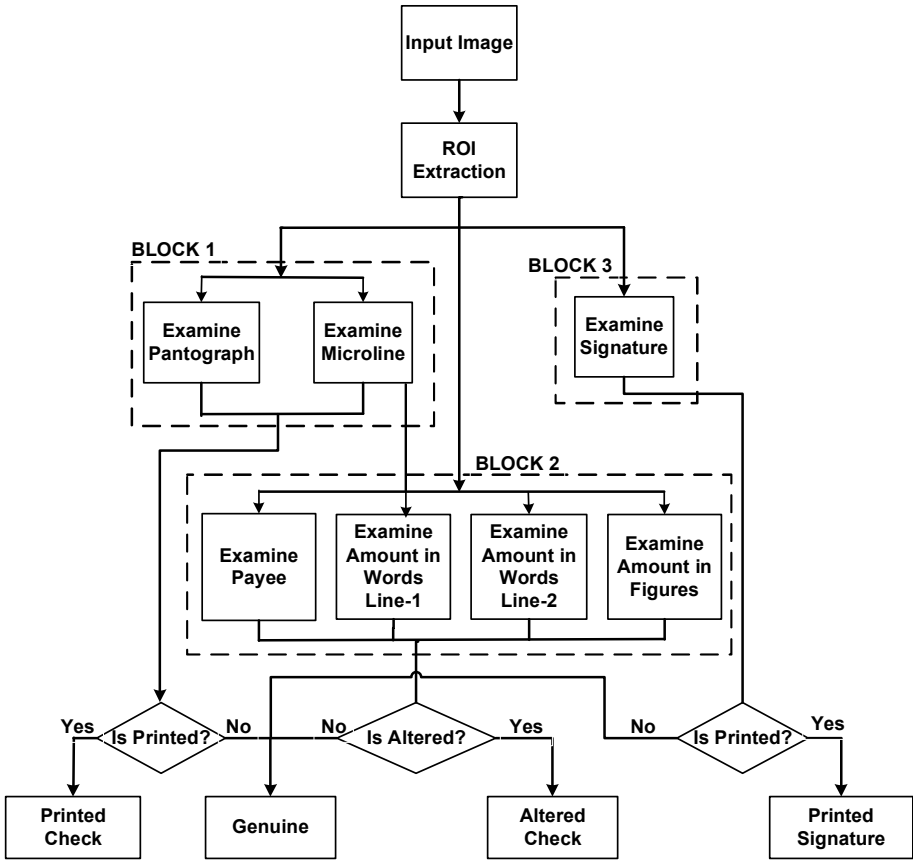 Input Image
ROI
Extraction
BLOCK 1
BLOCK 3
Examine
Pantograph
Examine
Microline
Examine
Signature
BLOCK 2
Examine
Payee
Examine
Amount in
Words
Line-1
Examine
Amount in
Words
Line-2
Examine
Amount in
Figures
Yes
Is Printed?
No
No
Is Altered?
Yes
No
Is Printed?
Yes
Printed
Check
Genuine
Altered
Check
Printed
Signature